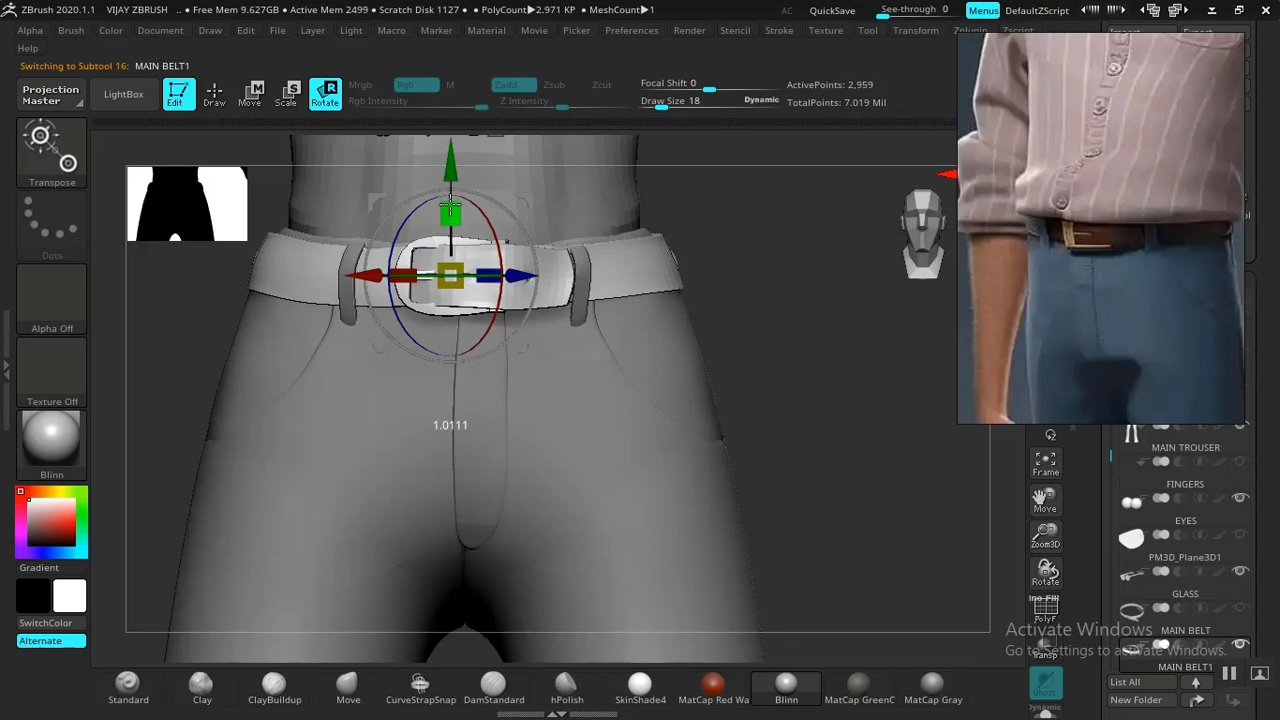 ZBrush 2020.1.1 VIJAY ZBRUSH .. • Free Mem 9.627GB • Active Mem 2499 • Scratch Disk 1127 • PolyCount▶2.971 KP • MeshCount▶1 AC QuickSave See-through 0 Menus DefaultZScript
Alpha Brush Color Document Draw Edit File Layer Light Macro Marker Material Movie Picker Preferences Render Stencil Stroke Texture Tool Transform Zplugin Zscript
Help
Switching to Subtool 16: MAIN BELT1
Projection Master
LightBox
Edit Draw Move Scale Rotate
Mrgb Rgb M Zadd Zsub Zcut
Rgb Intensity Z Intensity
Focal Shift 0
Draw Size 18 Dynamic
ActivePoints: 2,959
TotalPoints: 7.019 Mil
Transpose
Dots
Alpha Off
Texture Off
Blinn
Gradient
SwitchColor
Alternate
1.0111
Frame
Move
Zoom3D
Rotate
PolyF
Transp
Ghost
Dynamic
MAIN TROUSER
FINGERS
EYES
PM3D_Plane3D1
GLASS
MAIN BELT
MAIN BELT1
List All
New Folder
Activate Windows
Go to Settings to activate Windows.
Standard Clay ClayBuildup Move CurveStrapSnap DamStandard hPolish SkinShade4 MatCap Red Wa Blinn MatCap GreenC MatCap Gray